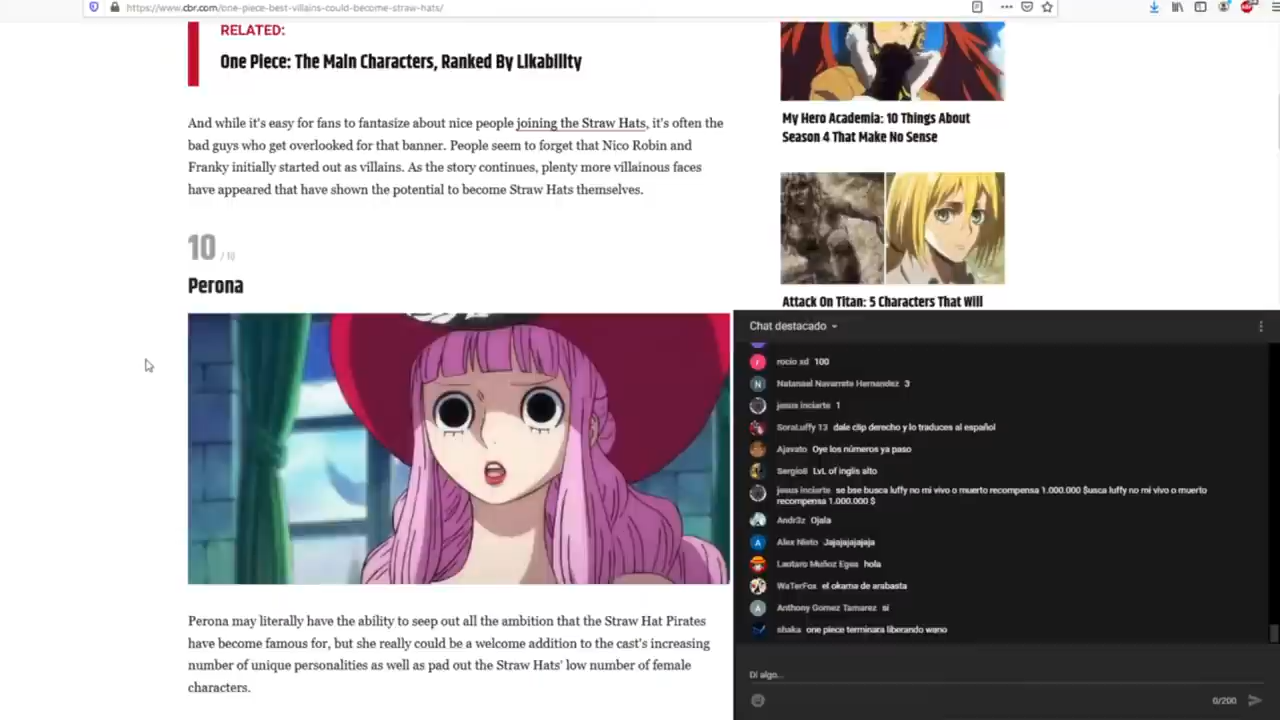 https://www.cbr.com/one-piece-best-villains-could-become-straw-hats/
RELATED:
One Piece: The Main Characters, Ranked By Likability
And while it's easy for fans to fantasize about nice people joining the Straw Hats, it's often the
bad guys who get overlooked for that banner. People seem to forget that Nico Robin and
Franky initially started out as villains. As the story continues, plenty more villainous faces
have appeared that have shown the potential to become Straw Hats themselves.
10 / 10
Perona
Perona may literally have the ability to seep out all the ambition that the Straw Hat Pirates
have become famous for, but she really could be a welcome addition to the cast's increasing
number of unique personalities as well as pad out the Straw Hats' low number of female
characters.
My Hero Academia: 10 Things About
Season 4 That Make No Sense
Attack On Titan: 5 Characters That Will
Chat destacado
rocio xd 100
Natanael Navarrete Hernandez 3
jesus inciarte 1
SoraLuffy 13 dale clip derecho y lo traduces al español
Ajavato Oye los números ya paso
Sergio8 LvL of inglis alto
jesus inciarte se bse busca luffy no mi vivo o muerto recompensa 1.000.000 $usca luffy no mi vivo o muerto
recompensa 1.000.000 $
Andr3z Ojala
Alex Nieto Jajajajajaja
Lautaro Muñoz Egea hola
WaTerFox el okama de arabasta
Anthony Gomez Tamarez si
shaka one piece terminara liberando wano
Di algo...
0/200